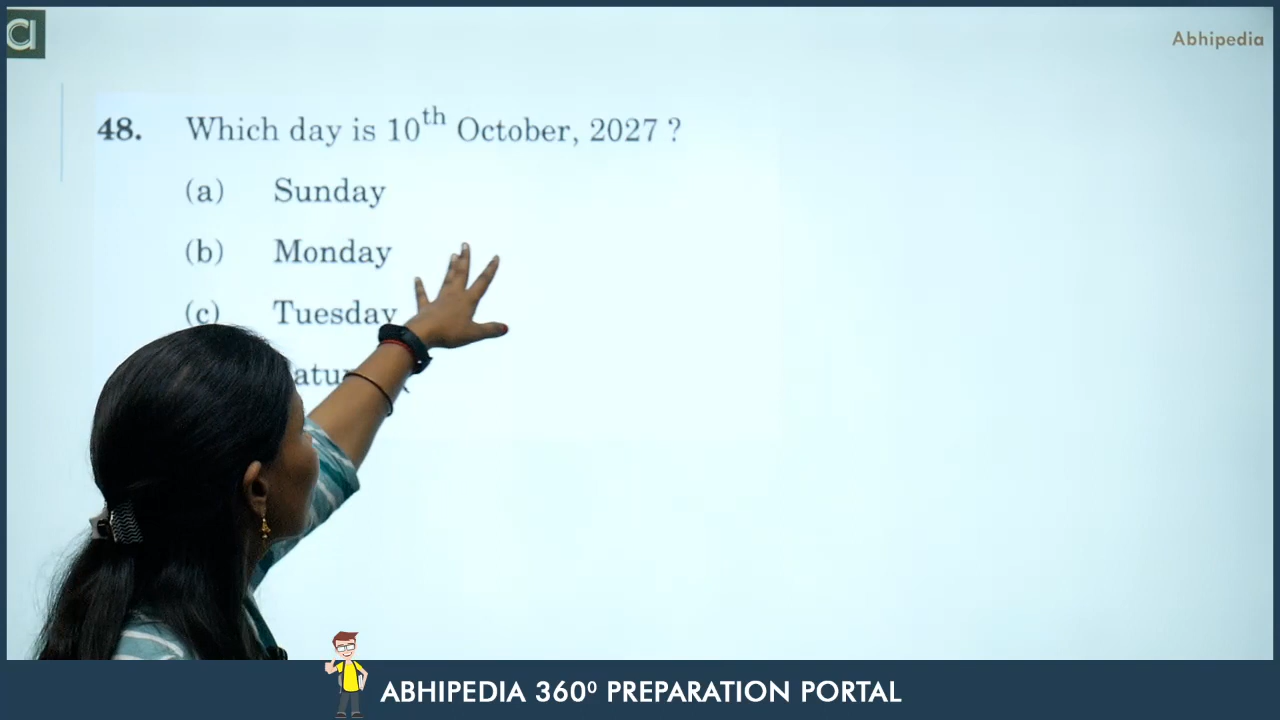 a
Abhipedia
48. Which day is 10th October, 2027 ?
(a) Sunday
(b) Monday
(c) Tuesday
ABHIPEDIA 360⁰ PREPARATION PORTAL